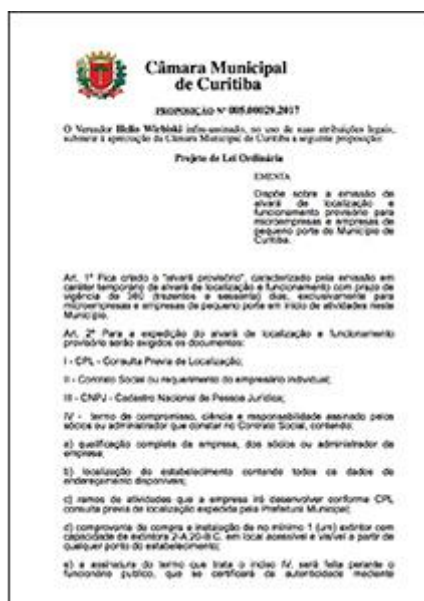 Câmara Municipal
de Curitiba
PROPOSIÇÃO Nº 005.00029.2017
O Vereador Helio Wirbiski infra-assinado, no uso de suas atribuições legais,
submete à apreciação da Câmara Municipal de Curitiba a seguinte proposição:
Projeto de Lei Ordinária
EMENTA
Dispõe sobre a emissão de
alvará de localização e
funcionamento provisório para
microempresas e empresas de
pequeno porte do Município de
Curitiba.
Art. 1º Fica criado o "alvará provisório", caracterizado pela emissão em
caráter temporário de alvará de localização e funcionamento com prazo de
vigência de 360 (trezentos e sessenta) dias, exclusivamente para
microempresas e empresas de pequeno porte em início de atividades neste
Município.
Art. 2º Para a expedição do alvará de localização e funcionamento
provisório serão exigidos os documentos:
I - CPL - Consulta Previa de Localização;
II - Contrato Social ou requerimento do empresário individual;
III - CNPJ - Cadastro Nacional de Pessoa Jurídica;
IV - termo de compromisso, ciência e responsabilidade assinado pelos
sócios ou administrador que constar no Contrato Social, contendo:
a) qualificação completa da empresa, dos sócios ou administrador da
empresa;
b) localização do estabelecimento contendo todos os dados de
endereçamento disponíveis;
c) ramos de atividades que a empresa irá desenvolver conforme CPL
consulta previa de localização expedida pela Prefeitura Municipal;
d) comprovante da compra e instalação de no mínimo 1 (um) extintor com
capacidade de extintora 2-A,20-B:C, em local acessível e visível a partir de
qualquer ponto do estabelecimento;
e) a assinatura do termo que trata o inciso IV, será feita perante o
funcionário publico, que se certificará da autenticidade mediante